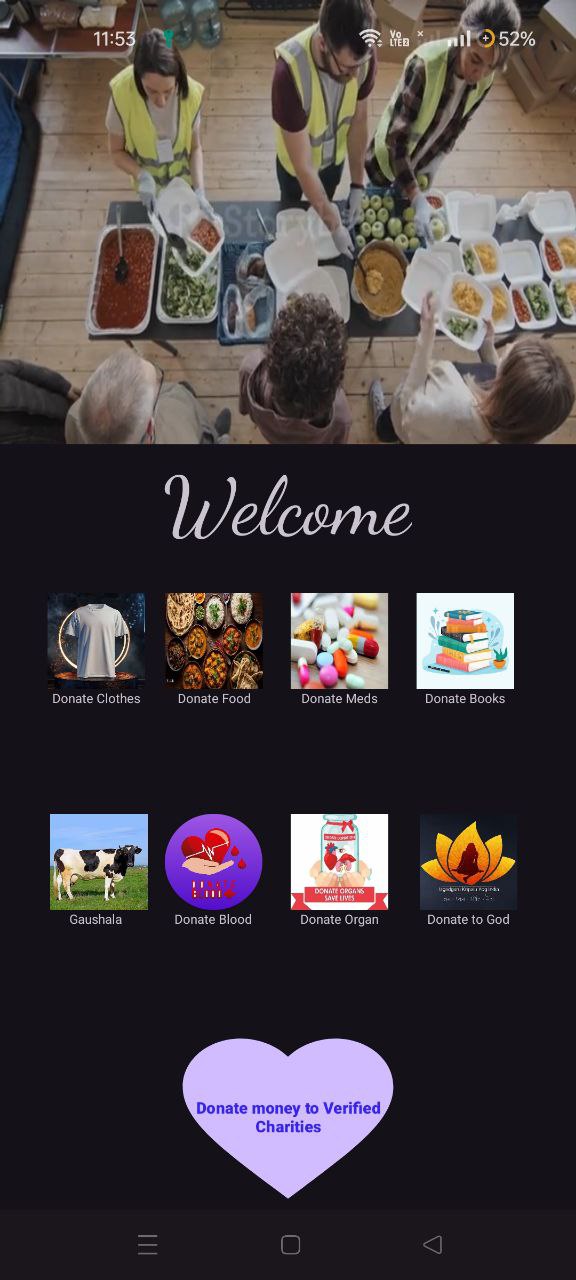 11:53
Vo
LTE2
52%
Welcome
Donate Clothes
Donate Food
Donate Meds
Donate Books
DONATE ORGANS
SAVE LIVES
Gaushala
Donate Blood
Donate Organ
Donate to God
Donate money to Verified
Charities